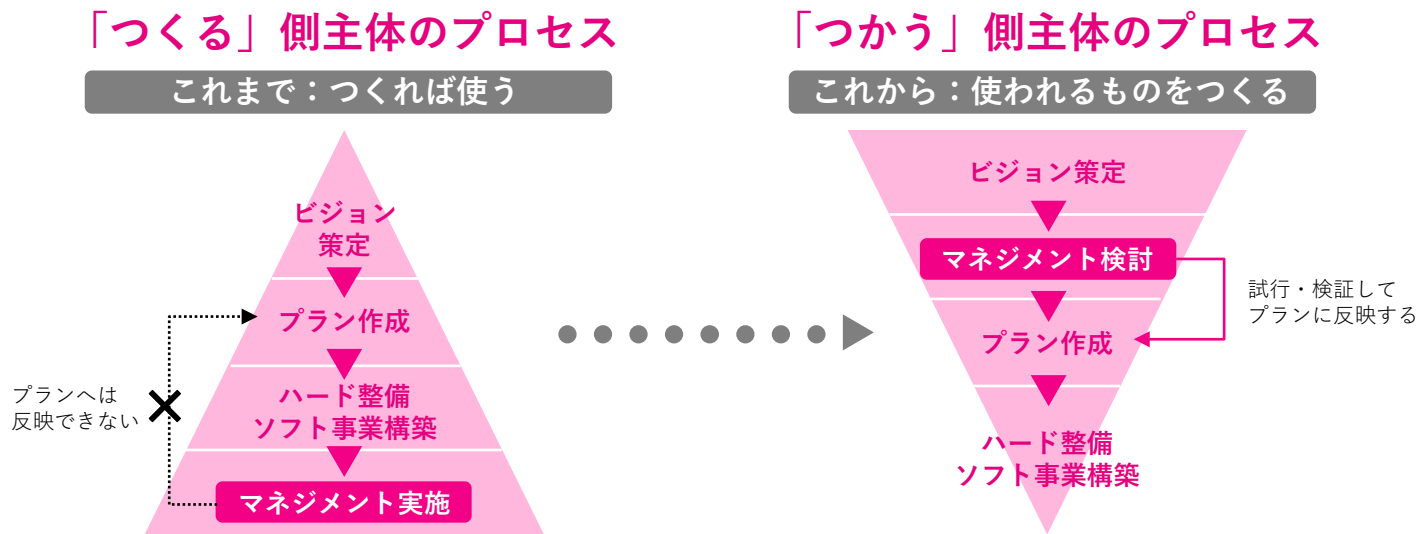 「つくる」側主体のプロセス
これまで：つくれば使う
ビジョン
策定
プラン作成
ハード整備
ソフト事業構築
マネジメント実施
プランへは
反映できない
「つかう」側主体のプロセス
これから：使われるものをつくる
ビジョン策定
マネジメント検討
プラン作成
ハード整備
ソフト事業構築
試行・検証して
プランに反映する